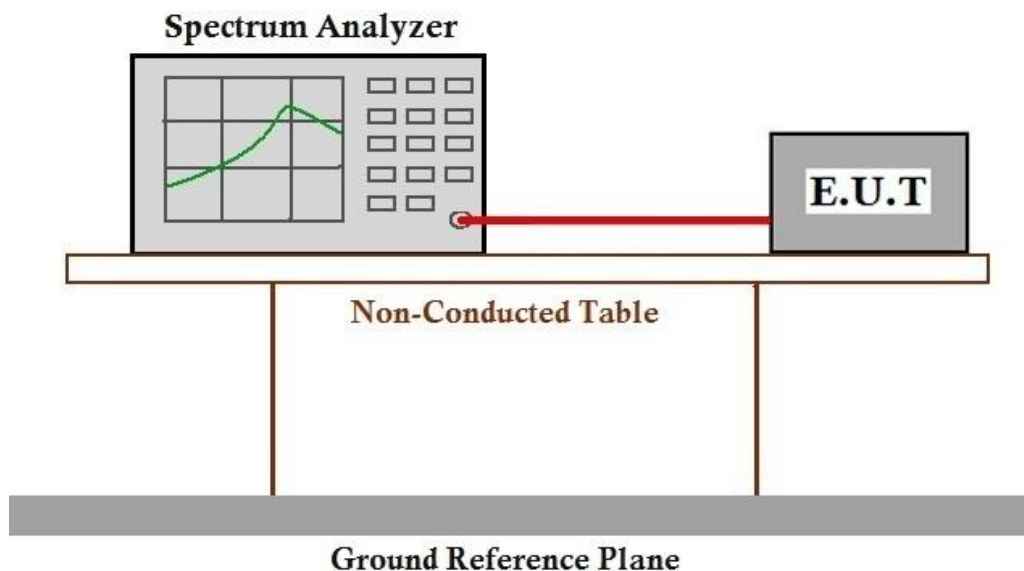 Spectrum Analyzer
E.U.T
Non-Conducted Table
Ground Reference Plane